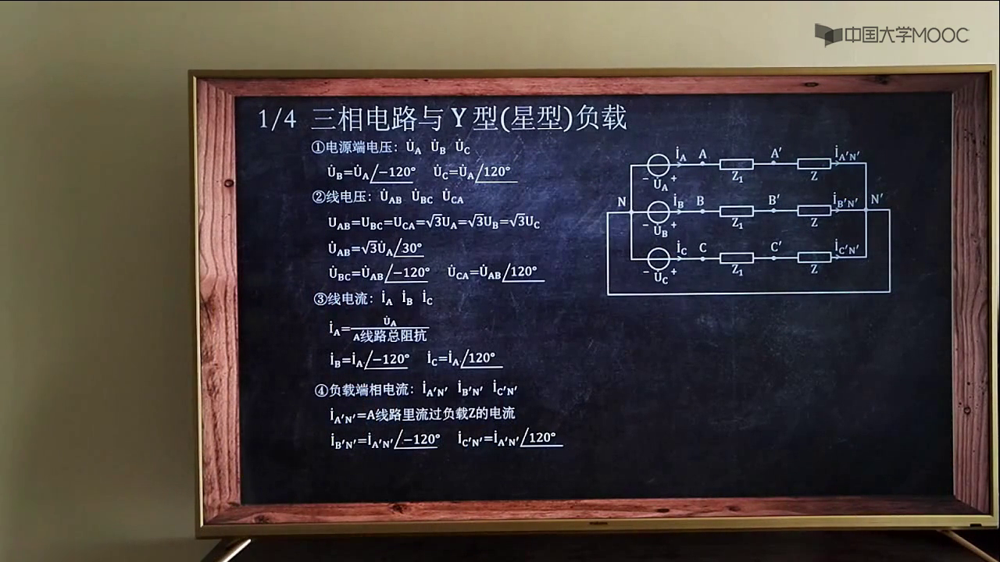 中国大学MOOC
1/4 三相电路与 Y 型(星型)负载
①电源端电压: U̇A U̇B U̇C
U̇B=U̇A/−120° U̇C=U̇A/120°
②线电压: U̇AB U̇BC U̇CA
UAB=UBC=UCA=√3UA=√3UB=√3UC
U̇AB=√3U̇A/30°
U̇BC=U̇AB/−120° U̇CA=U̇AB/120°
③线电流: İA İB İC
İA=U̇A/A线路总阻抗
İB=İA/−120° İC=İA/120°
④负载端相电流: İA′N′ İB′N′ İC′N′
İA′N′=A线路里流过负载Z的电流
İB′N′=İA′N′/−120° İC′N′=İA′N′/120°
İA A A′ İA′N′
− U̇A + Z1 Z
N İB B B′ İB′N′ N′
− U̇B + Z1 Z
İC C C′ İC′N′
− U̇C + Z1 Z